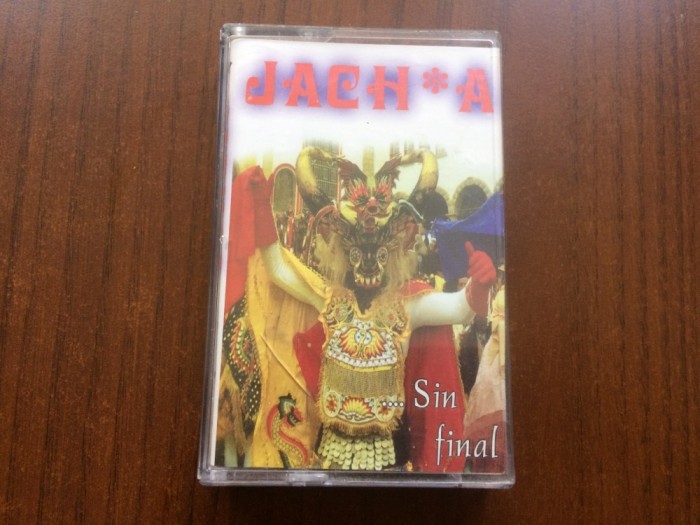 JACH*A
.... Sin
final